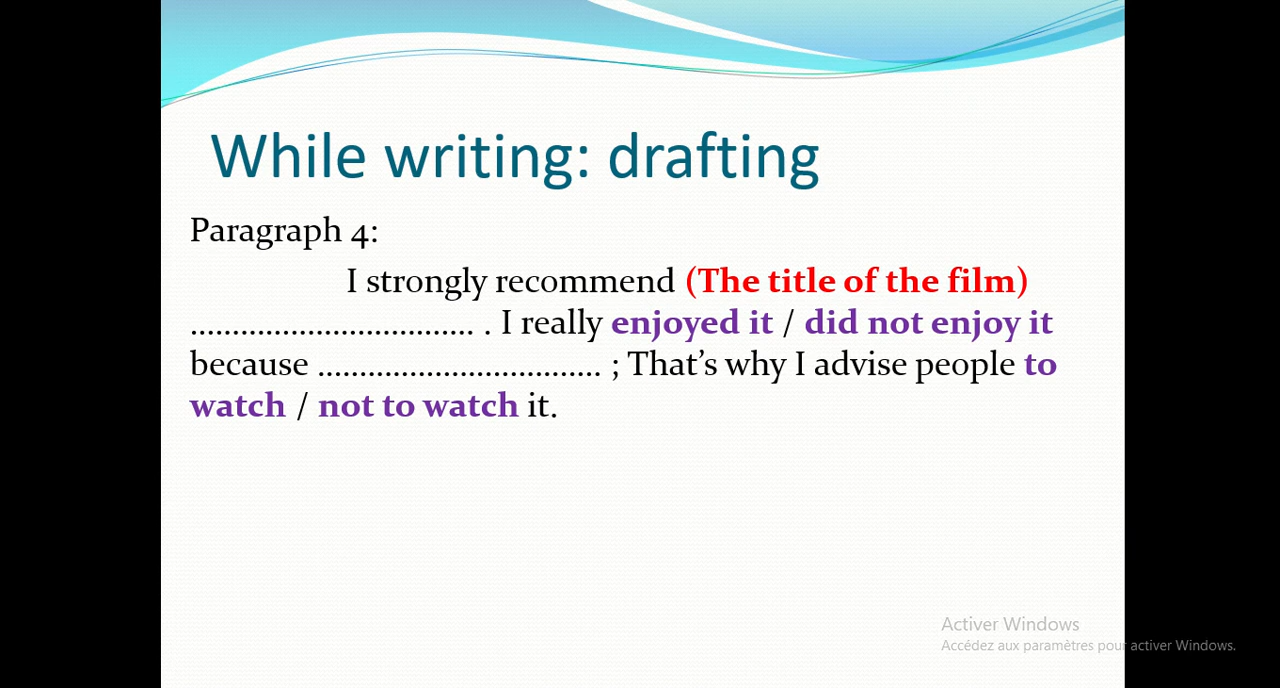 While writing: drafting
Paragraph 4:
I strongly recommend (The title of the film)
.................................. . I really enjoyed it / did not enjoy it
because .................................. ; That’s why I advise people to
watch / not to watch it.
Activer Windows
Accédez aux paramètres pour activer Windows.